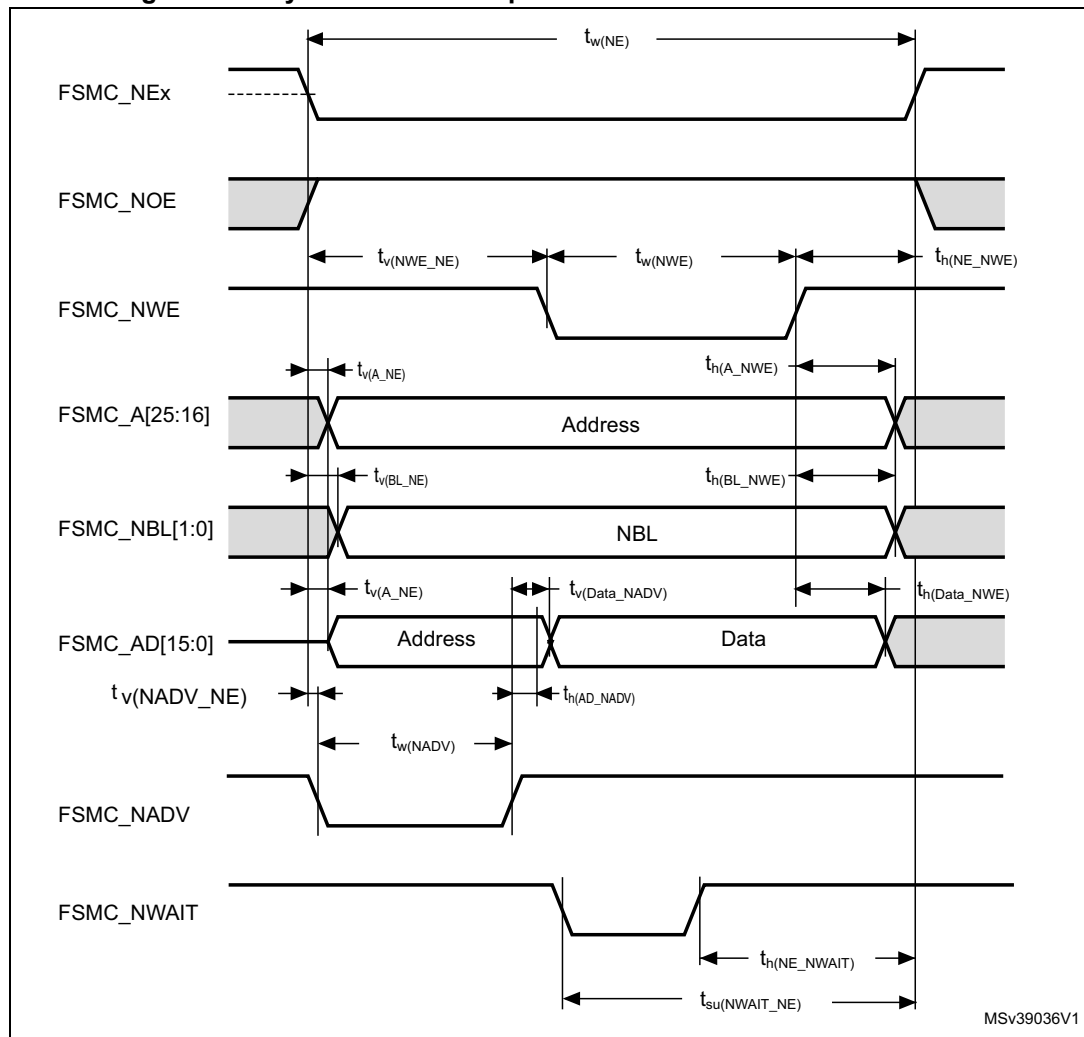 tw(NE)
FSMC_NEx
FSMC_NOE
tv(NWE_NE) tw(NWE) th(NE_NWE)
FSMC_NWE
tv(A_NE) th(A_NWE)
FSMC_A[25:16] Address
tv(BL_NE) th(BL_NWE)
FSMC_NBL[1:0] NBL
tv(A_NE) tv(Data_NADV) th(Data_NWE)
FSMC_AD[15:0] Address Data
t v(NADV_NE) th(AD_NADV)
tw(NADV)
FSMC_NADV
FSMC_NWAIT
th(NE_NWAIT)
tsu(NWAIT_NE)
MSv39036V1